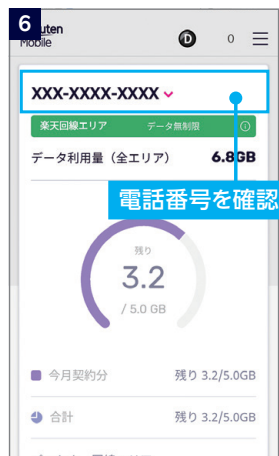 6
uten
Mobile
D
0
XXX-XXXX-XXXX
楽天回線エリア データ無制限
データ利用量（全エリア） 6.8GB
電話番号を確認
残り
3.2
/ 5.0 GB
今月契約分 残り 3.2/5.0GB
合計 残り 3.2/5.0GB